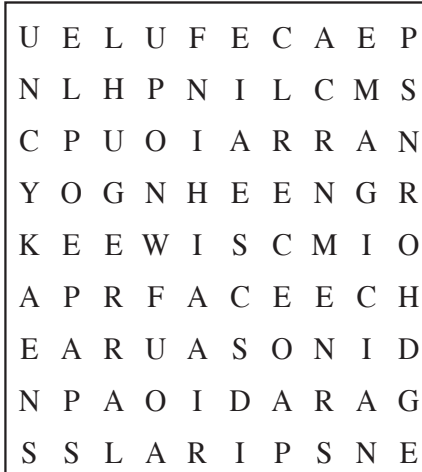 U E L U F E C A E P
N L H P N I L C M S
C P U O I A R R A N
Y O G N H E E N G R
K E E W I S C M I O
A P R F A C E E C H
E A R U A S O N I D
N P A O I D A R A G
S S L A R I P S N E